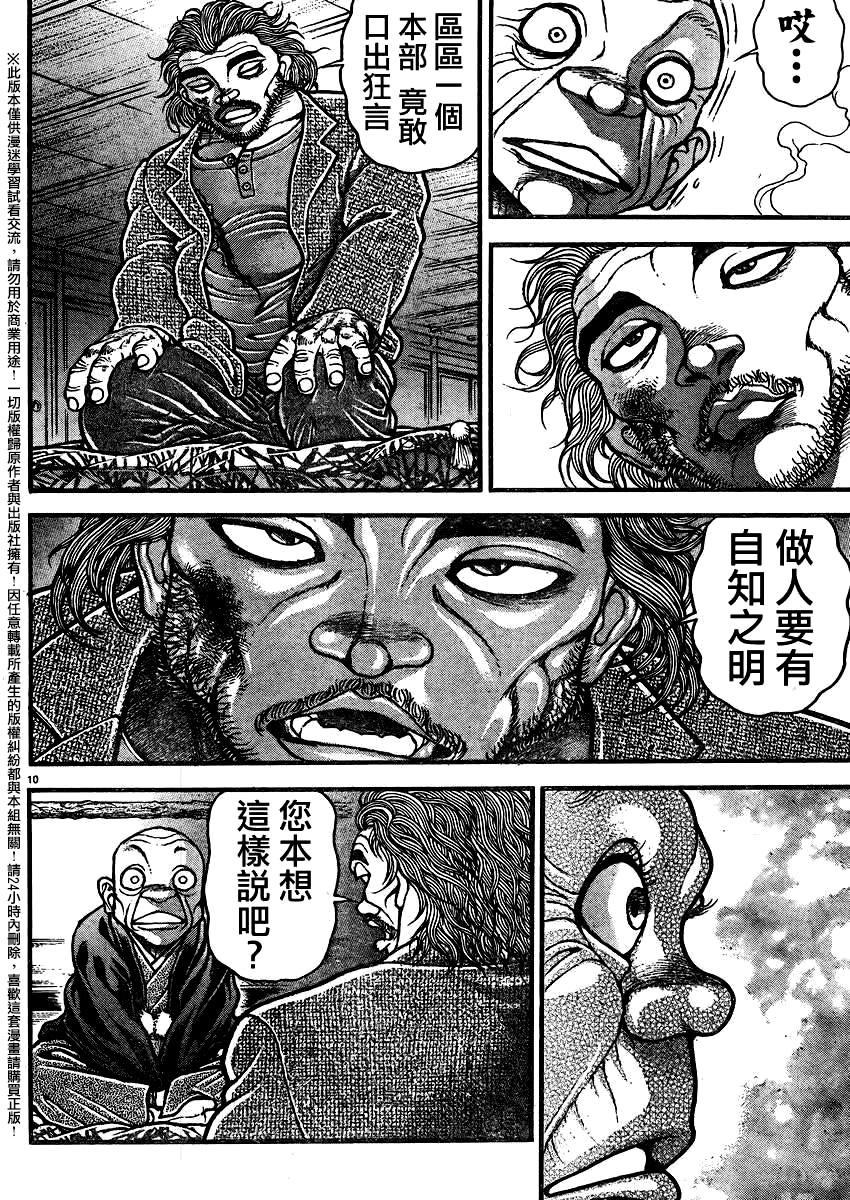 哎…
區區一個
本部 竟敢
口出狂言
做人要有
自知之明
您本想
這樣說吧？
10
※此版本僅供漫迷學習試看交流，請勿用於商業用途！一切版權歸原作者與出版社擁有！因任意轉載所產生的版權糾紛都與本組無關！請24小時內刪除，喜歡這套漫畫請購買正版！